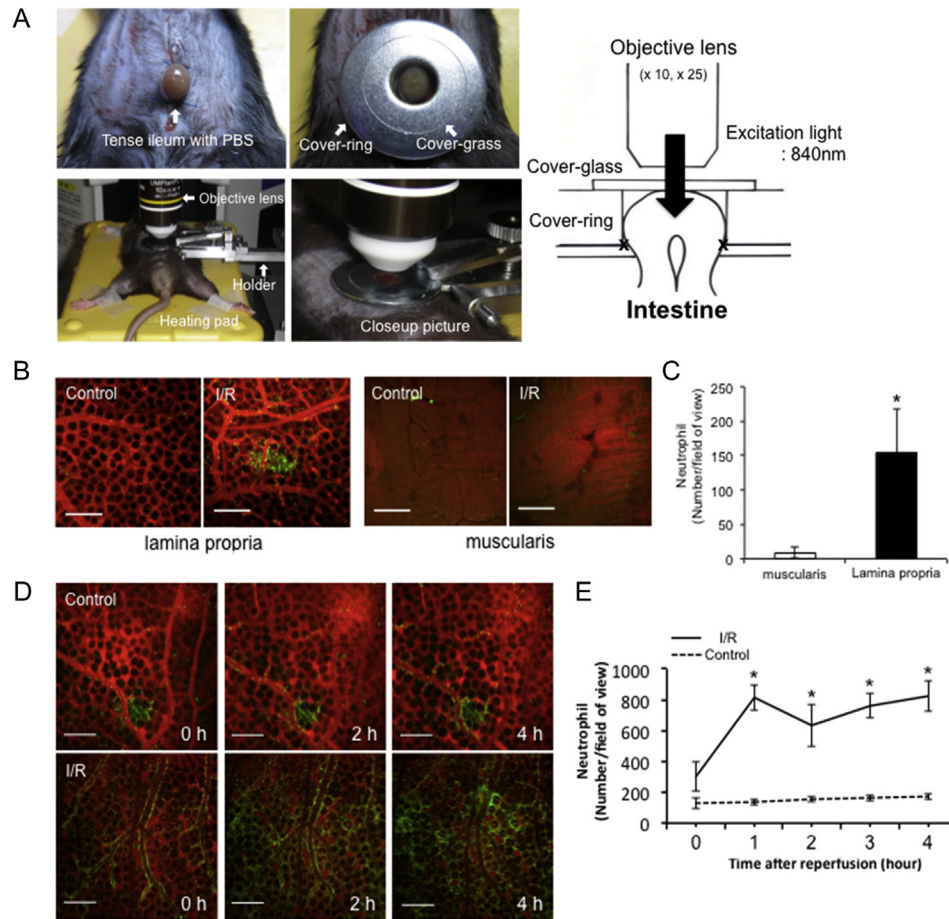 A
Tense ileum with PBS
Cover-ring
Cover-grass
Objective lens
Holder
Heating pad
Closeup picture
Objective lens
(x 10, x 25)
Excitation light
: 840nm
Cover-glass
Cover-ring
x x
Intestine
B
Control
I/R
lamina propria
Control
I/R
muscularis
C
Neutrophil
(Number/field of view)
250
200
150
100
50
0
*
muscularis
Lamina propria
D
Control
0 h
2 h
4 h
I/R
0 h
2 h
4 h
E
I/R
Control
Neutrophil
(Number/field of view)
1000
800
600
400
200
0
* * * *
0 1 2 3 4
Time after reperfusion (hour)